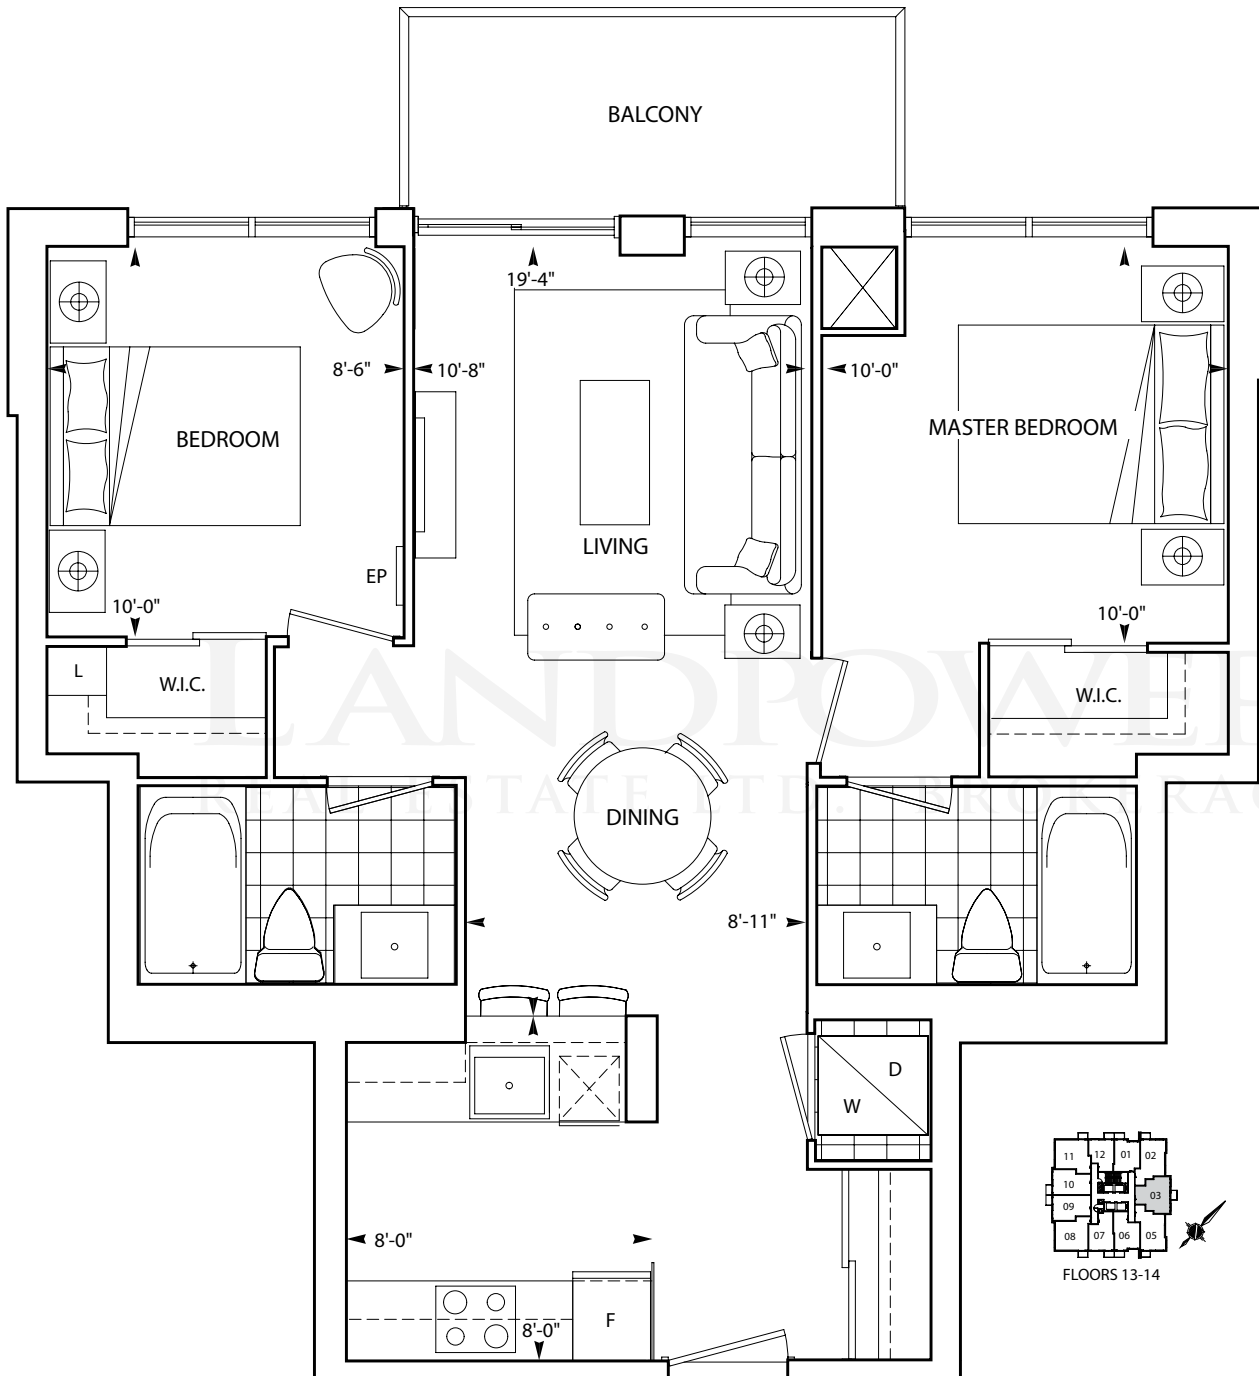 BALCONY
19'-4"
8'-6"
10'-8"
10'-0"
BEDROOM
MASTER BEDROOM
LIVING
EP
10'-0"
10'-0"
L
W.I.C.
W.I.C.
LANDPOWER
REAL ESTATE LTD. BROKERAG
DINING
8'-11"
D
W
8'-0"
F
8'-0"
11 12 01 02
10
03
09
08 07 06 05
FLOORS 13-14